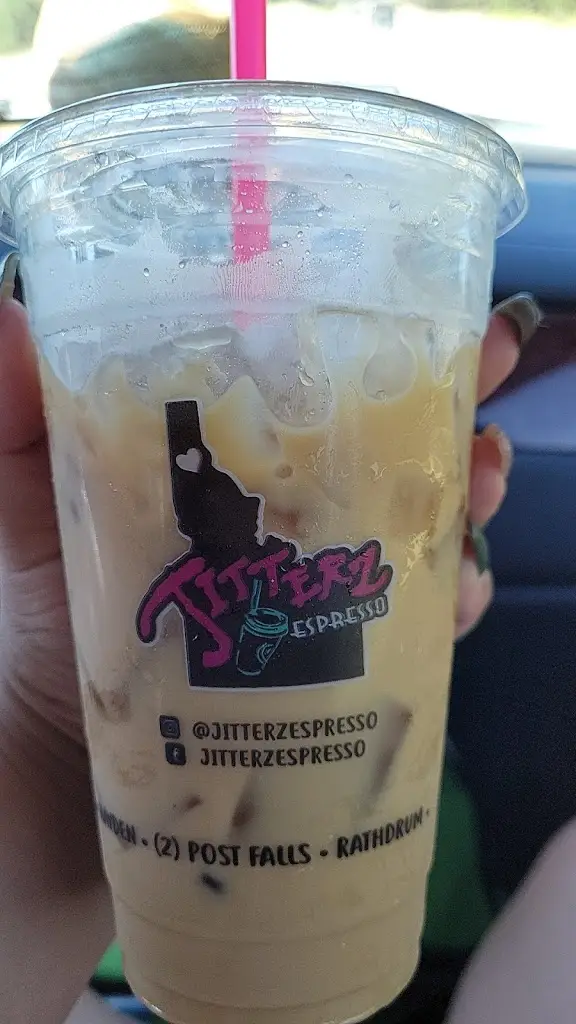 JITTERZ
ESPRESSO
@JITTERZESPRESSO
JITTERZESPRESSO
• (2) POST FALLS • RATHDRUM •